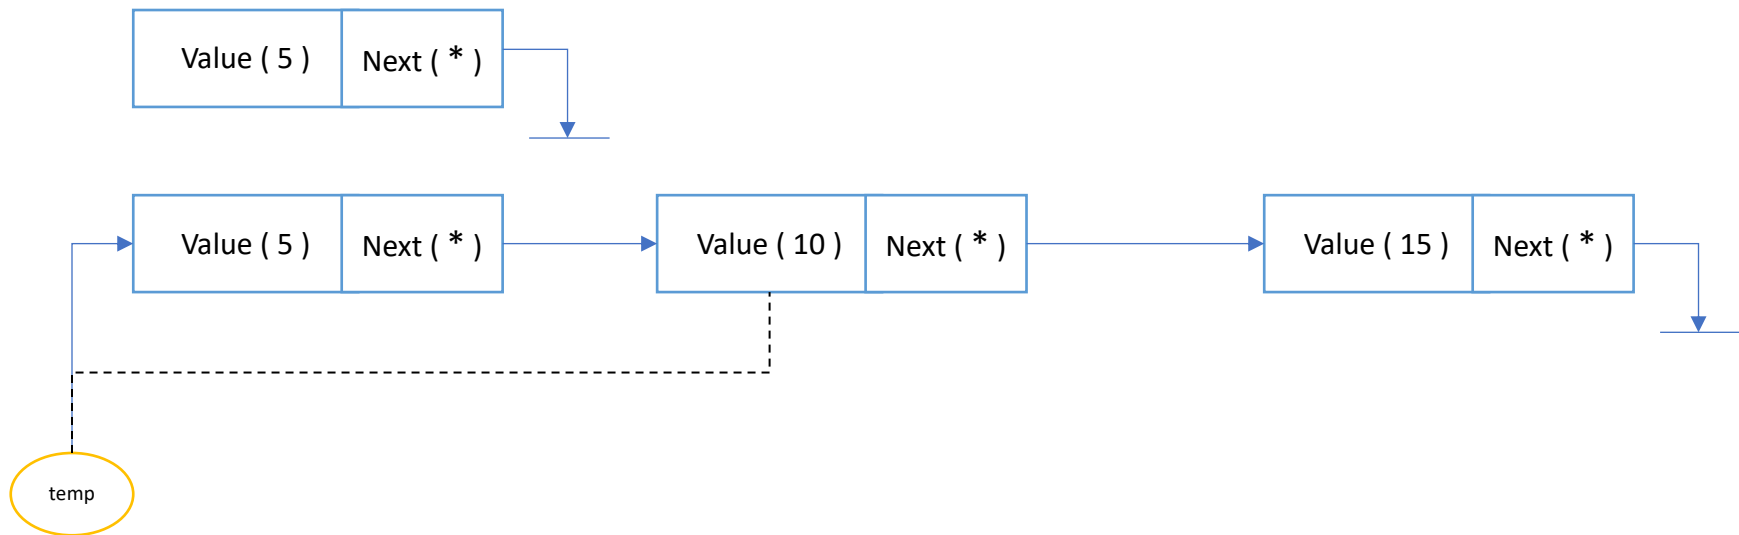 Value ( 5 ) Next ( * )
Value ( 5 ) Next ( * ) Value ( 10 ) Next ( * ) Value ( 15 ) Next ( * )
temp